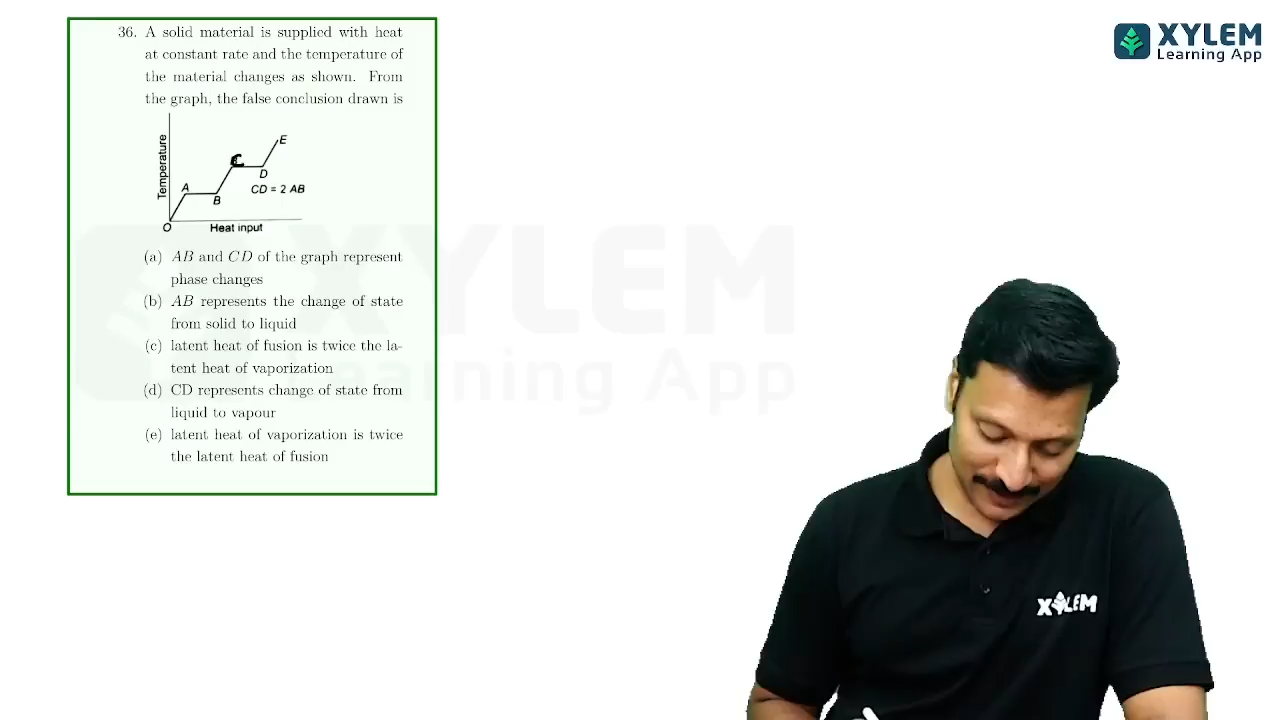 XYLEM
Learning App
36. A solid material is supplied with heat
at constant rate and the temperature of
the material changes as shown. From
the graph, the false conclusion drawn is
Temperature
E
C
D
A
CD = 2 AB
B
O
Heat input
(a) AB and CD of the graph represent
phase changes
(b) AB represents the change of state
from solid to liquid
(c) latent heat of fusion is twice the la-
tent heat of vaporization
(d) CD represents change of state from
liquid to vapour
(e) latent heat of vaporization is twice
the latent heat of fusion
XYLEM
Learning App
XYLEM